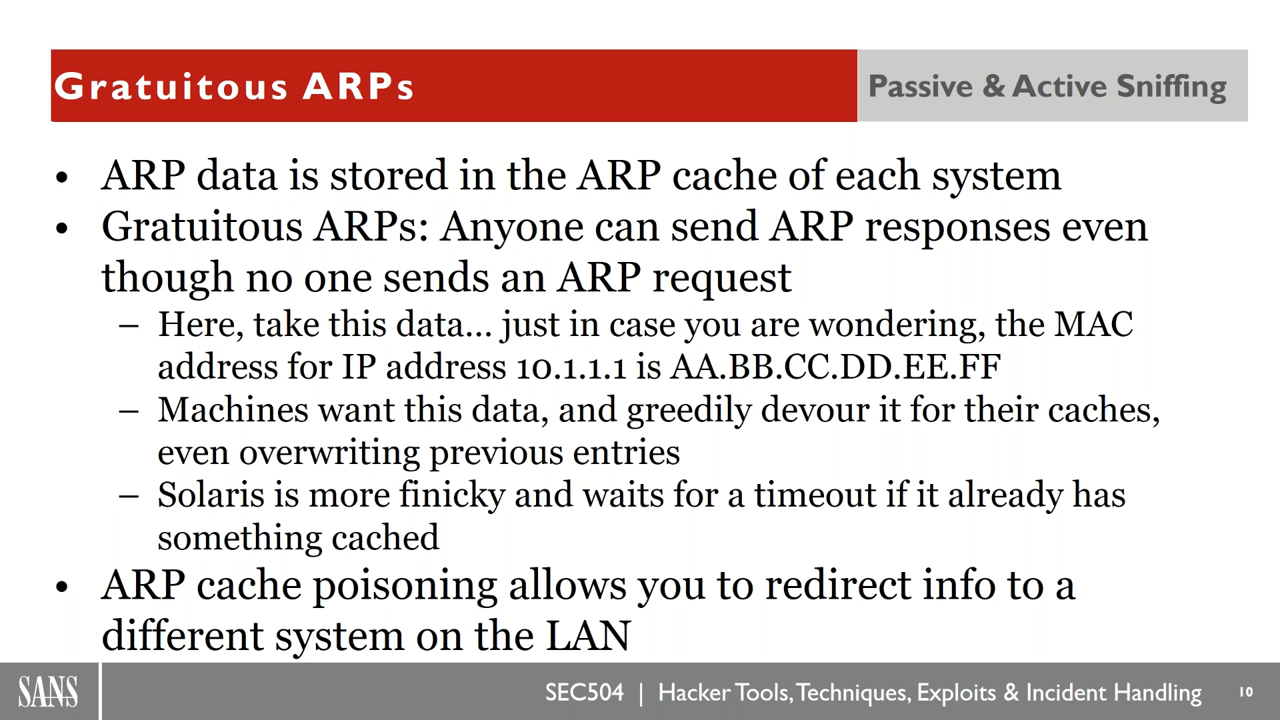 Gratuitous ARPs
Passive & Active Sniffing
• ARP data is stored in the ARP cache of each system
• Gratuitous ARPs: Anyone can send ARP responses even
though no one sends an ARP request
– Here, take this data... just in case you are wondering, the MAC
address for IP address 10.1.1.1 is AA.BB.CC.DD.EE.FF
– Machines want this data, and greedily devour it for their caches,
even overwriting previous entries
– Solaris is more finicky and waits for a timeout if it already has
something cached
• ARP cache poisoning allows you to redirect info to a
different system on the LAN
SANS
SEC504 | Hacker Tools, Techniques, Exploits & Incident Handling
10